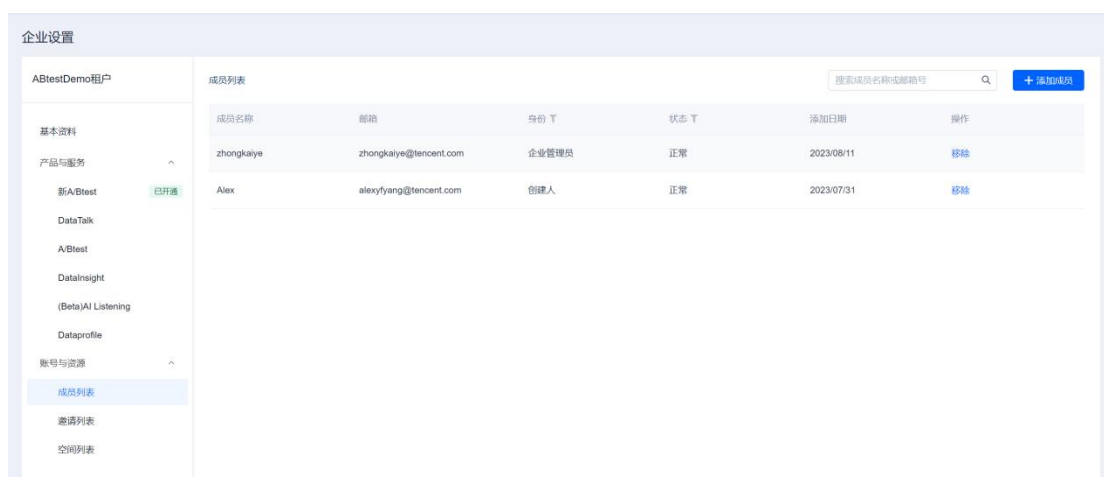 企业设置
ABtestDemo租户
基本资料
产品与服务
新A/Btest 已开通
DataTalk
A/Btest
DataInsight
(Beta)AI Listening
Dataprofile
账号与资源
成员列表
邀请列表
空间列表
成员列表 搜索成员名称或邮箱号 + 添加成员
成员名称 邮箱 身份 状态 添加日期 操作
zhongkaiye zhongkaiye@tencent.com 企业管理员 正常 2023/08/11 移除
Alex alexyfyang@tencent.com 创建人 正常 2023/07/31 移除